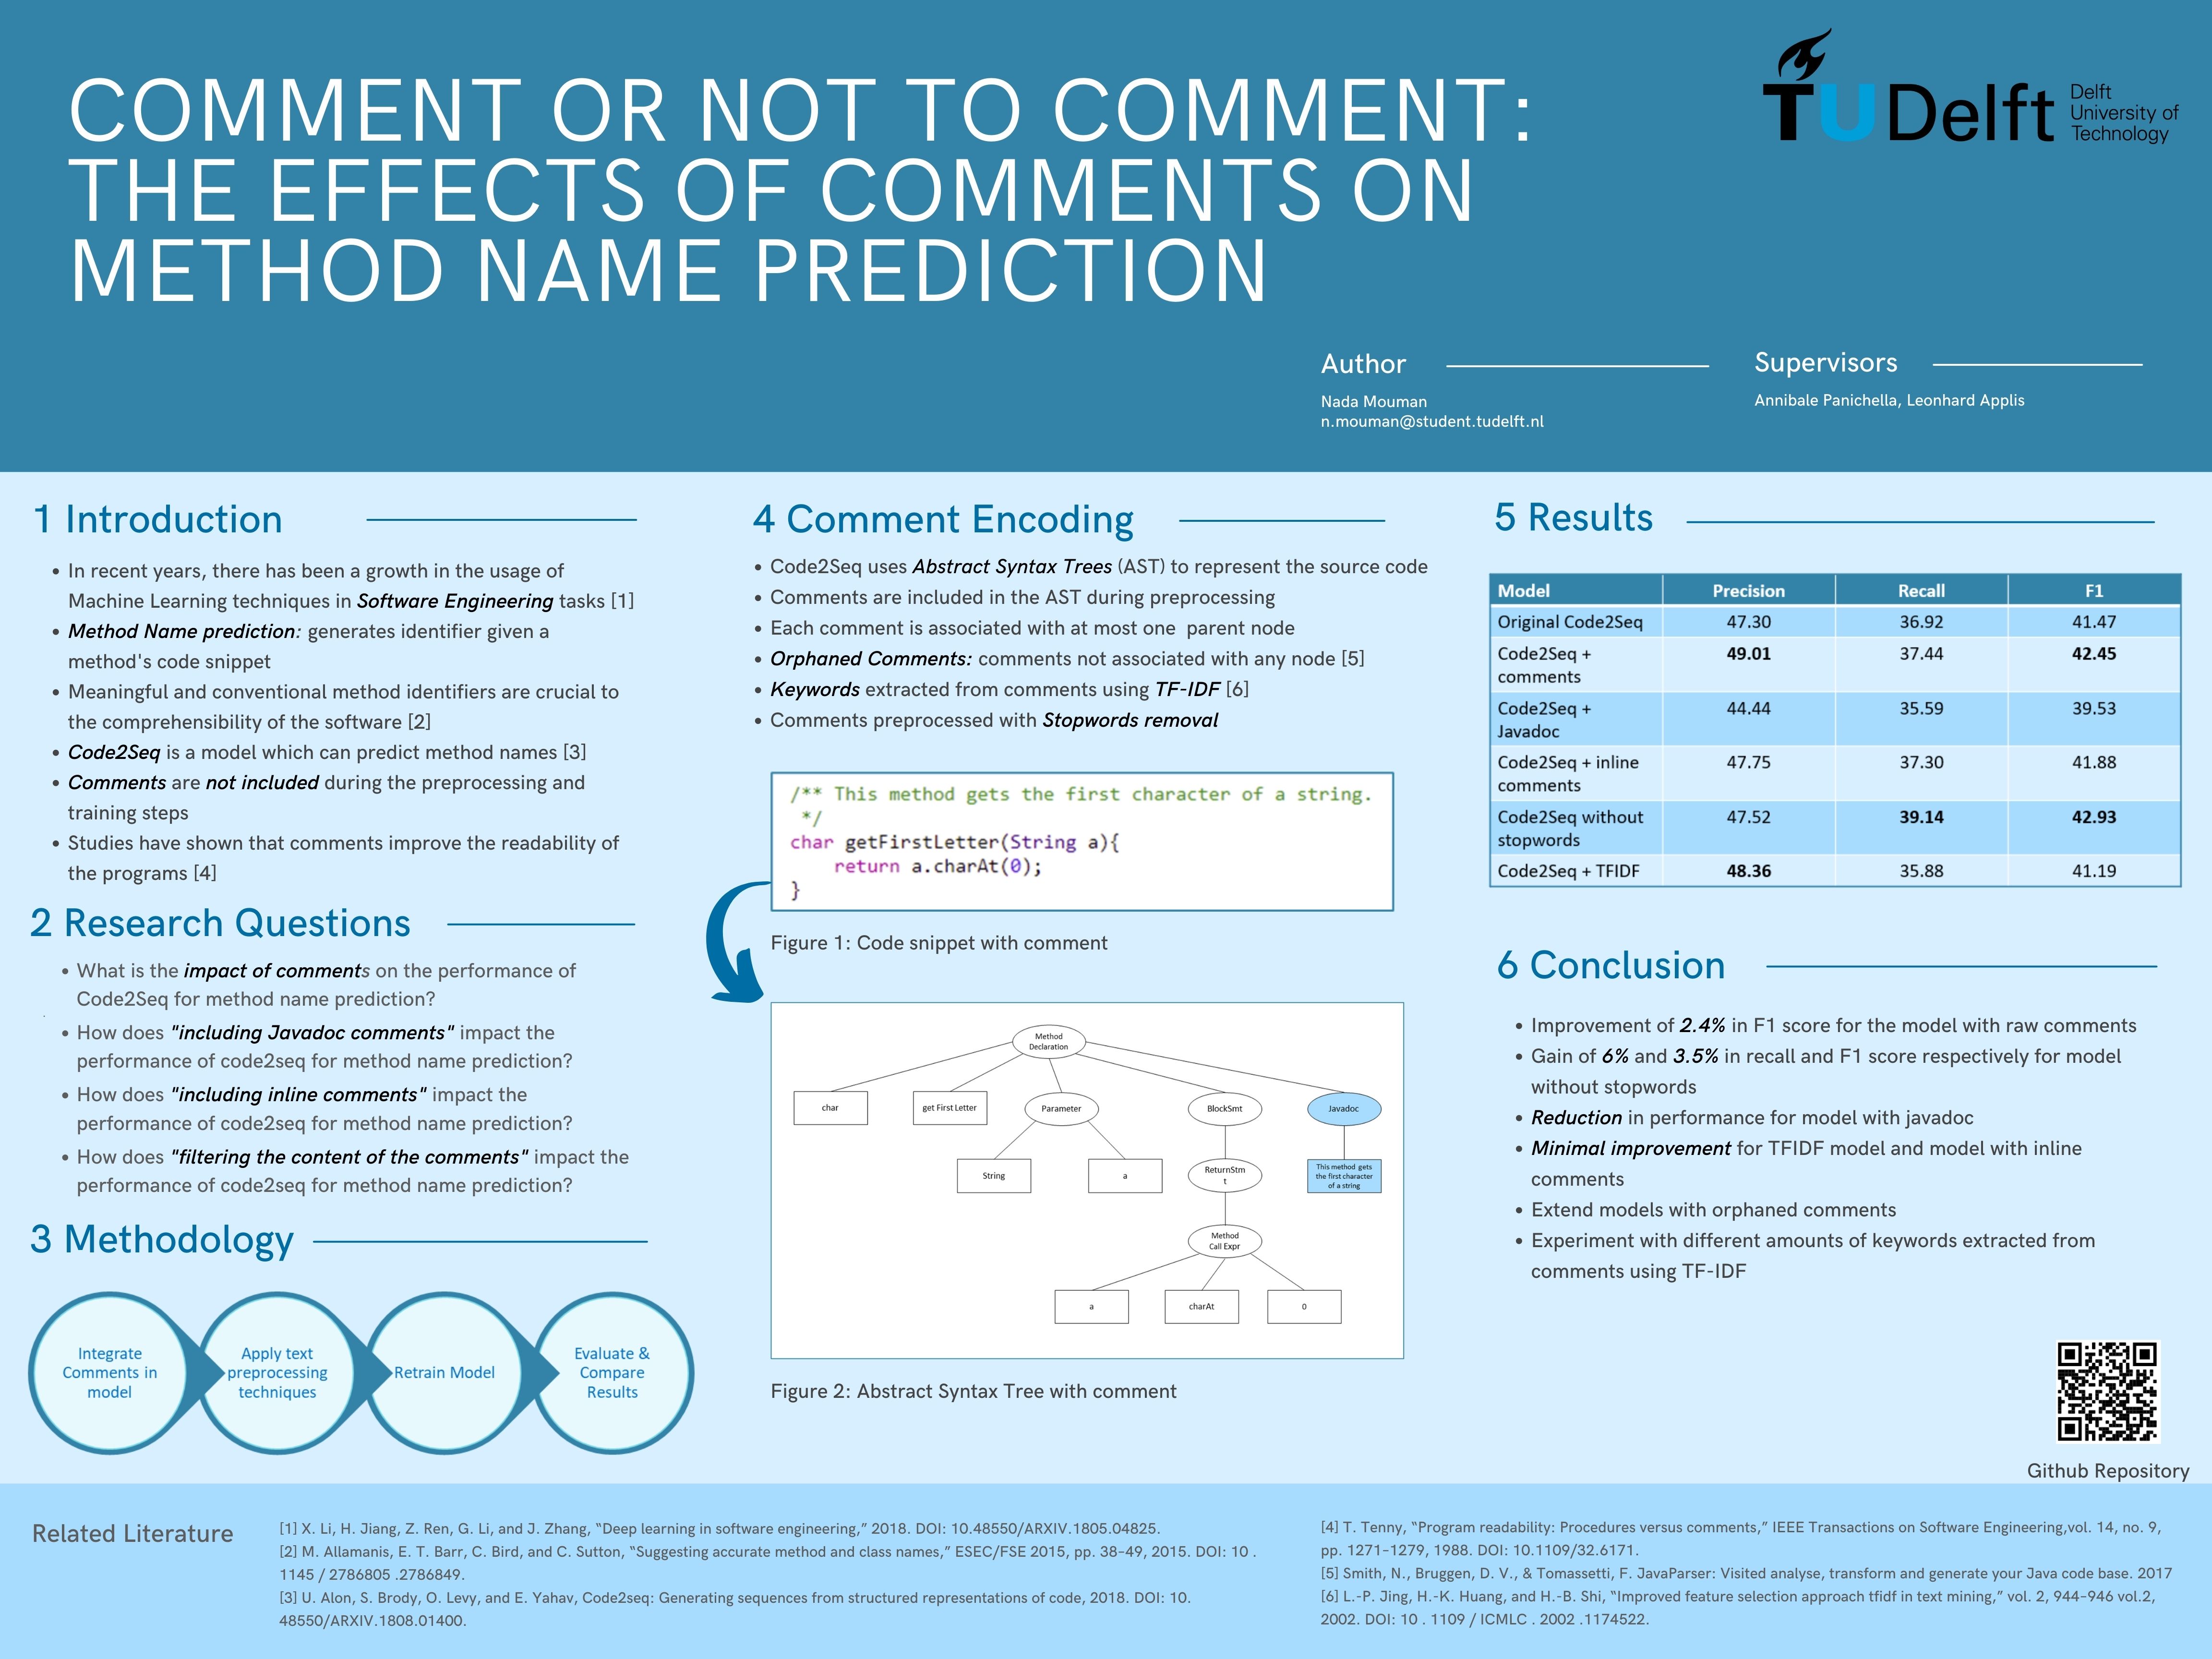 COMMENT OR NOT TO COMMENT:
THE EFFECTS OF COMMENTS ON
METHOD NAME PREDICTION
TUDelft
Delft
University of
Technology
Author
Nada Mouman
n.mouman@student.tudelft.nl
Supervisors
Annibale Panichella, Leonhard Applis
1 Introduction
• In recent years, there has been a growth in the usage of
Machine Learning techniques in Software Engineering tasks [1]
• Method Name prediction: generates identifier given a
method's code snippet
• Meaningful and conventional method identifiers are crucial to
the comprehensibility of the software [2]
• Code2Seq is a model which can predict method names [3]
• Comments are not included during the preprocessing and
training steps
• Studies have shown that comments improve the readability of
the programs [4]
2 Research Questions
• What is the impact of comments on the performance of
Code2Seq for method name prediction?
• How does "including Javadoc comments" impact the
performance of code2seq for method name prediction?
• How does "including inline comments" impact the
performance of code2seq for method name prediction?
• How does "filtering the content of the comments" impact the
performance of code2seq for method name prediction?
3 Methodology
Integrate
Comments in
model
Apply text
preprocessing
techniques
Retrain Model
Evaluate &
Compare
Results
4 Comment Encoding
• Code2Seq uses Abstract Syntax Trees (AST) to represent the source code
• Comments are included in the AST during preprocessing
• Each comment is associated with at most one parent node
• Orphaned Comments: comments not associated with any node [5]
• Keywords extracted from comments using TF-IDF [6]
• Comments preprocessed with Stopwords removal
/** This method gets the first character of a string.
*/
char getFirstLetter(String a){
return a.charAt(0);
}
Figure 1: Code snippet with comment
Method
Declaration
char
get First Letter
Parameter
BlockSmt
Javadoc
String
a
ReturnStm
t
This method gets
the first character
of a string
Method
Call Expr
a
charAt
0
Figure 2: Abstract Syntax Tree with comment
5 Results
Model Precision Recall F1
Original Code2Seq 47.30 36.92 41.47
Code2Seq + 49.01 37.44 42.45
comments
Code2Seq + 44.44 35.59 39.53
Javadoc
Code2Seq + inline 47.75 37.30 41.88
comments
Code2Seq without 47.52 39.14 42.93
stopwords
Code2Seq + TFIDF 48.36 35.88 41.19
6 Conclusion
• Improvement of 2.4% in F1 score for the model with raw comments
• Gain of 6% and 3.5% in recall and F1 score respectively for model
without stopwords
• Reduction in performance for model with javadoc
• Minimal improvement for TFIDF model and model with inline
comments
• Extend models with orphaned comments
• Experiment with different amounts of keywords extracted from
comments using TF-IDF
Github Repository
Related Literature
[1] X. Li, H. Jiang, Z. Ren, G. Li, and J. Zhang, “Deep learning in software engineering,” 2018. DOI: 10.48550/ARXIV.1805.04825.
[2] M. Allamanis, E. T. Barr, C. Bird, and C. Sutton, “Suggesting accurate method and class names,” ESEC/FSE 2015, pp. 38–49, 2015. DOI: 10 .
1145 / 2786805 .2786849.
[3] U. Alon, S. Brody, O. Levy, and E. Yahav, Code2seq: Generating sequences from structured representations of code, 2018. DOI: 10.
48550/ARXIV.1808.01400.
[4] T. Tenny, “Program readability: Procedures versus comments,” IEEE Transactions on Software Engineering,vol. 14, no. 9,
pp. 1271–1279, 1988. DOI: 10.1109/32.6171.
[5] Smith, N., Bruggen, D. V., & Tomassetti, F. JavaParser: Visited analyse, transform and generate your Java code base. 2017
[6] L.-P. Jing, H.-K. Huang, and H.-B. Shi, “Improved feature selection approach tfidf in text mining,” vol. 2, 944–946 vol.2,
2002. DOI: 10 . 1109 / ICMLC . 2002 .1174522.